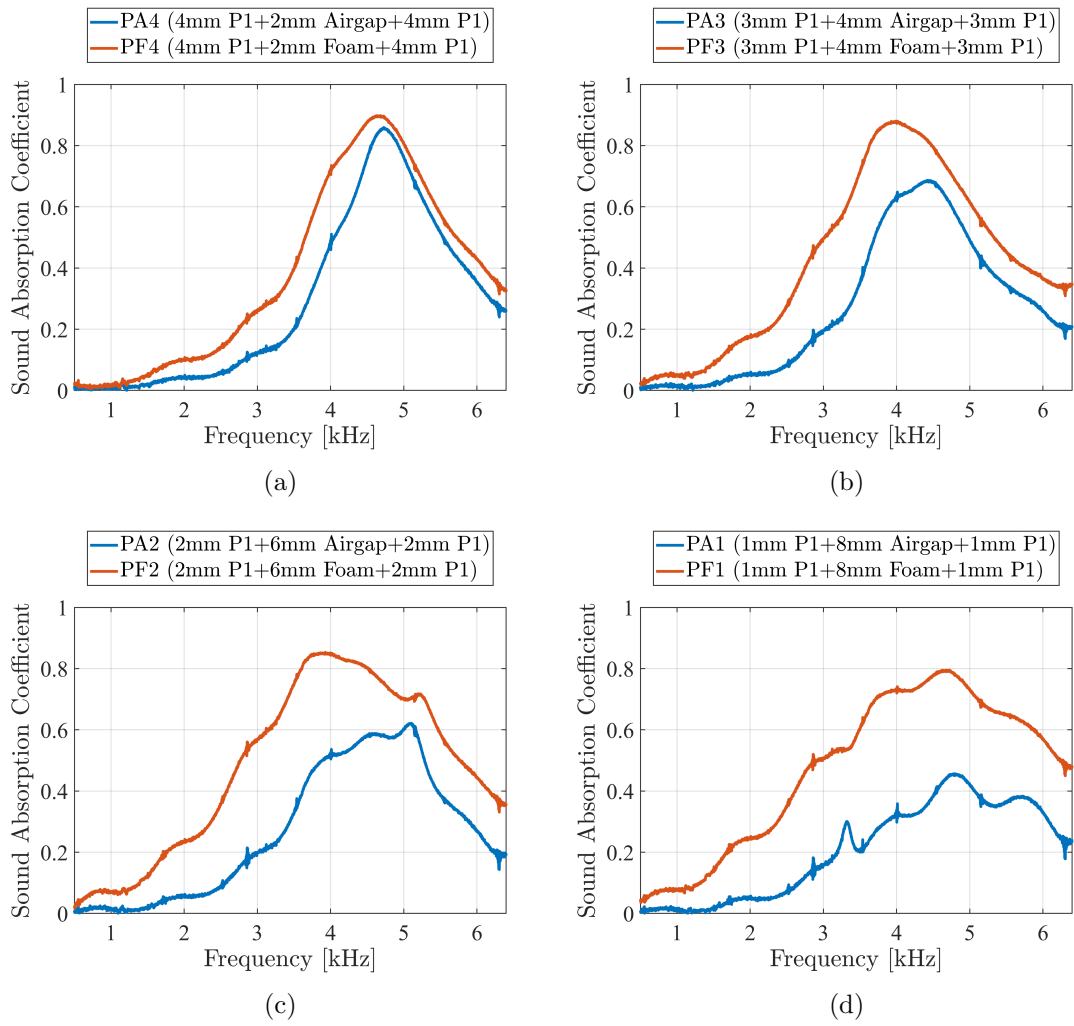 PA4 (4mm P1+2mm Airgap+4mm P1)
PF4 (4mm P1+2mm Foam+4mm P1)
Sound Absorption Coefficient
1
0.8
0.6
0.4
0.2
0
1 2 3 4 5 6
Frequency [kHz]
(a)
PA3 (3mm P1+4mm Airgap+3mm P1)
PF3 (3mm P1+4mm Foam+3mm P1)
Sound Absorption Coefficient
1
0.8
0.6
0.4
0.2
0
1 2 3 4 5 6
Frequency [kHz]
(b)
PA2 (2mm P1+6mm Airgap+2mm P1)
PF2 (2mm P1+6mm Foam+2mm P1)
Sound Absorption Coefficient
1
0.8
0.6
0.4
0.2
0
1 2 3 4 5 6
Frequency [kHz]
(c)
PA1 (1mm P1+8mm Airgap+1mm P1)
PF1 (1mm P1+8mm Foam+1mm P1)
Sound Absorption Coefficient
1
0.8
0.6
0.4
0.2
0
1 2 3 4 5 6
Frequency [kHz]
(d)